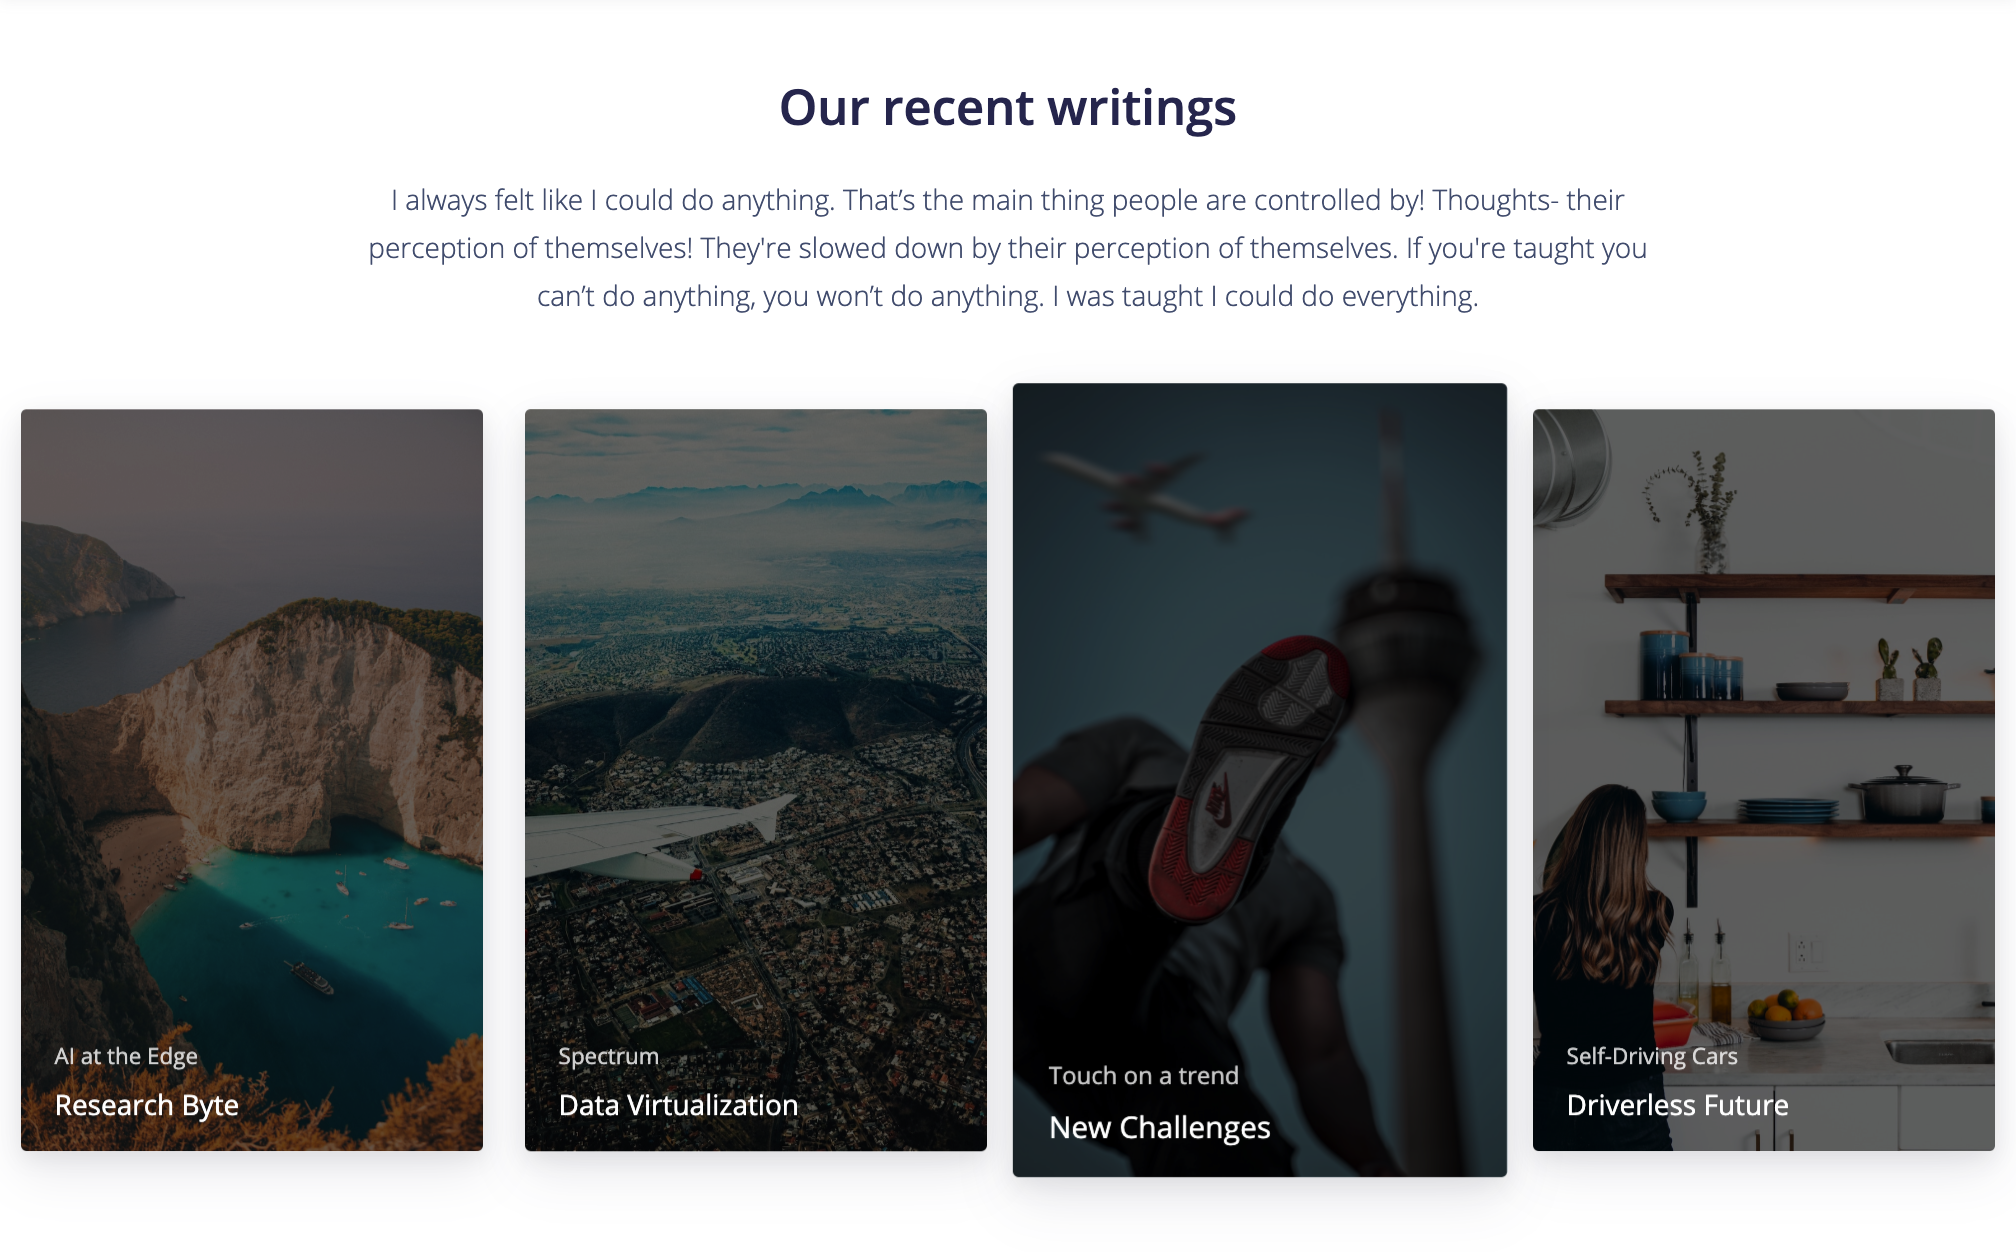 Our recent writings
I always felt like I could do anything. That’s the main thing people are controlled by! Thoughts- their
perception of themselves! They're slowed down by their perception of themselves. If you're taught you
can’t do anything, you won’t do anything. I was taught I could do everything.
AI at the Edge
Research Byte
Spectrum
Data Virtualization
NIKE
Touch on a trend
New Challenges
Self-Driving Cars
Driverless Future